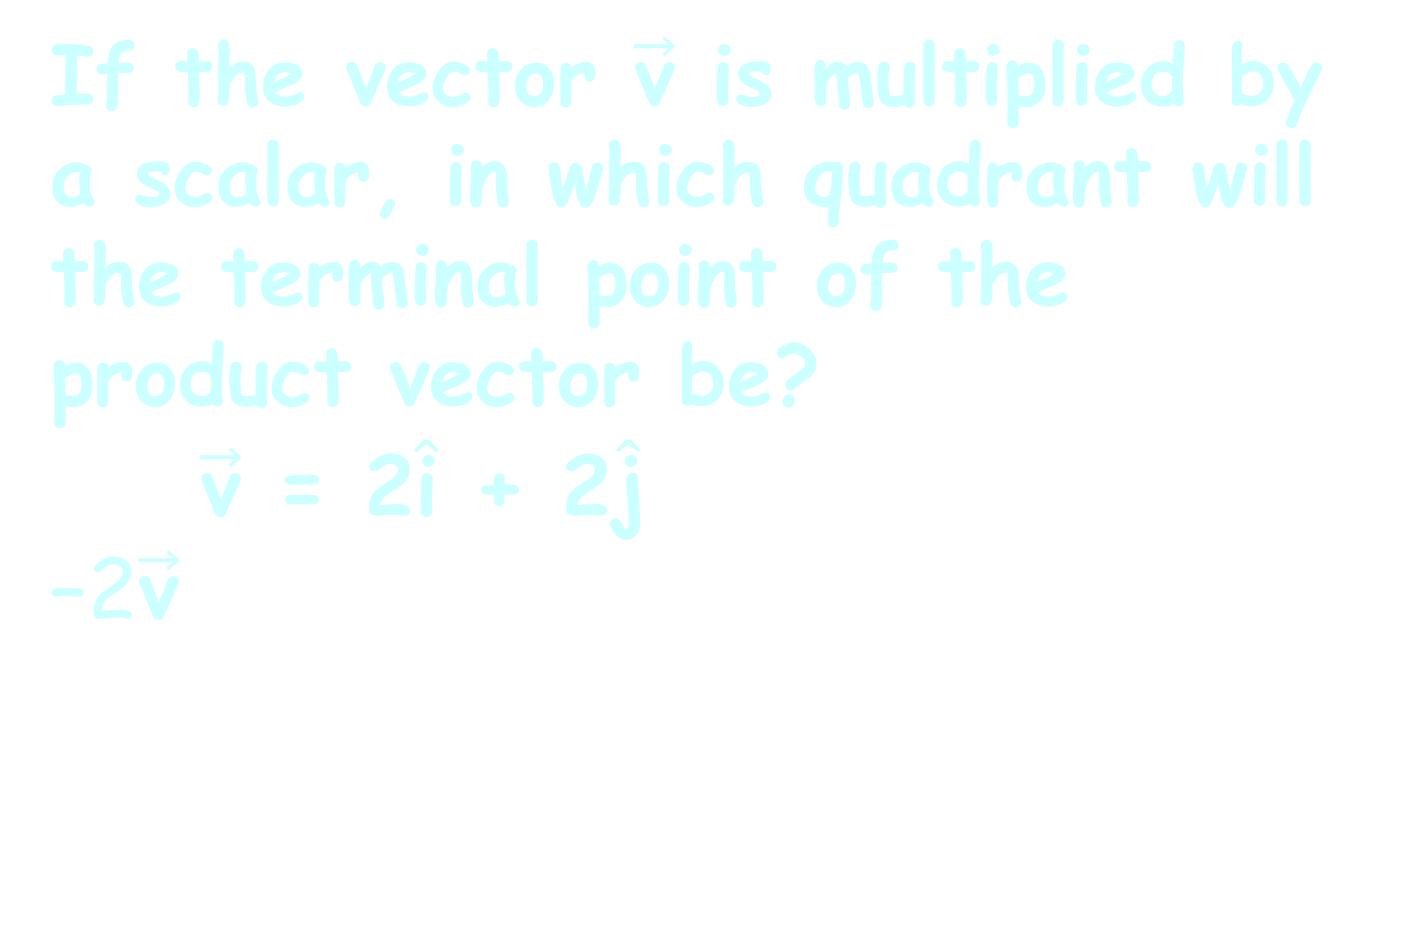 If the vector v⃗ is multiplied by
a scalar, in which quadrant will
the terminal point of the
product vector be?
v⃗ = 2î + 2ĵ
-2v⃗